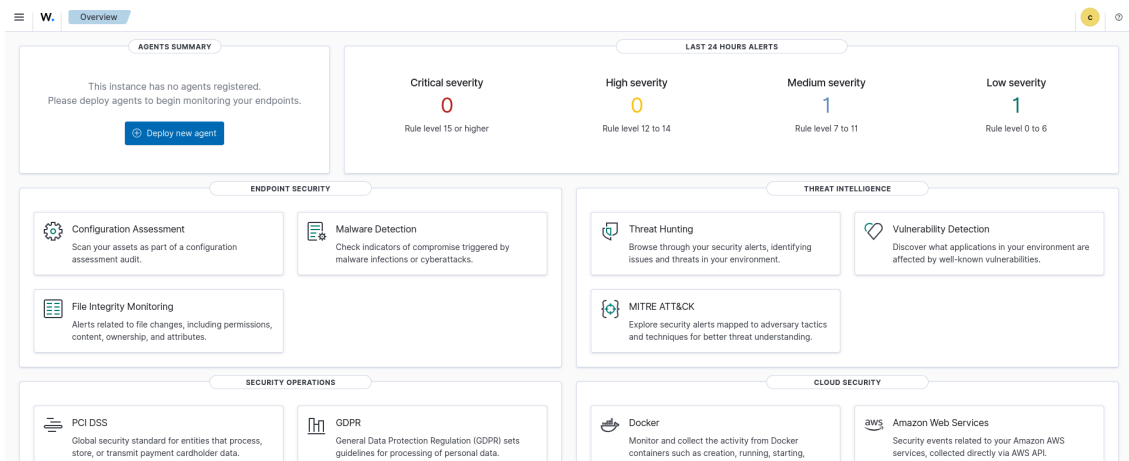 W.
Overview
c
AGENTS SUMMARY
This instance has no agents registered.
Please deploy agents to begin monitoring your endpoints.
Deploy new agent
LAST 24 HOURS ALERTS
Critical severity
0
Rule level 15 or higher
High severity
0
Rule level 12 to 14
Medium severity
1
Rule level 7 to 11
Low severity
1
Rule level 0 to 6
ENDPOINT SECURITY
Configuration Assessment
Scan your assets as part of a configuration
assessment audit.
Malware Detection
Check indicators of compromise triggered by
malware infections or cyberattacks.
File Integrity Monitoring
Alerts related to file changes, including permissions,
content, ownership, and attributes.
THREAT INTELLIGENCE
Threat Hunting
Browse through your security alerts, identifying
issues and threats in your environment.
Vulnerability Detection
Discover what applications in your environment are
affected by well-known vulnerabilities.
MITRE ATT&CK
Explore security alerts mapped to adversary tactics
and techniques for better threat understanding.
SECURITY OPERATIONS
PCI DSS
Global security standard for entities that process,
store, or transmit payment cardholder data.
GDPR
General Data Protection Regulation (GDPR) sets
guidelines for processing of personal data.
CLOUD SECURITY
Docker
Monitor and collect the activity from Docker
containers such as creation, running, starting,
aws
Amazon Web Services
Security events related to your Amazon AWS
services, collected directly via AWS API.